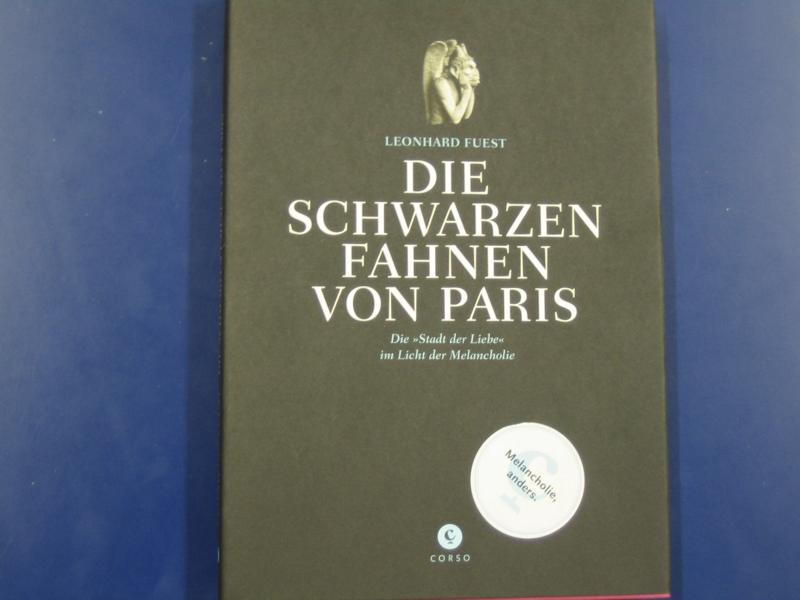 LEONHARD FUEST
DIE
SCHWARZEN
FAHNEN
VON PARIS
Die »Stadt der Liebe«
im Licht der Melancholie
Melancholie,
anders.
c
CORSO